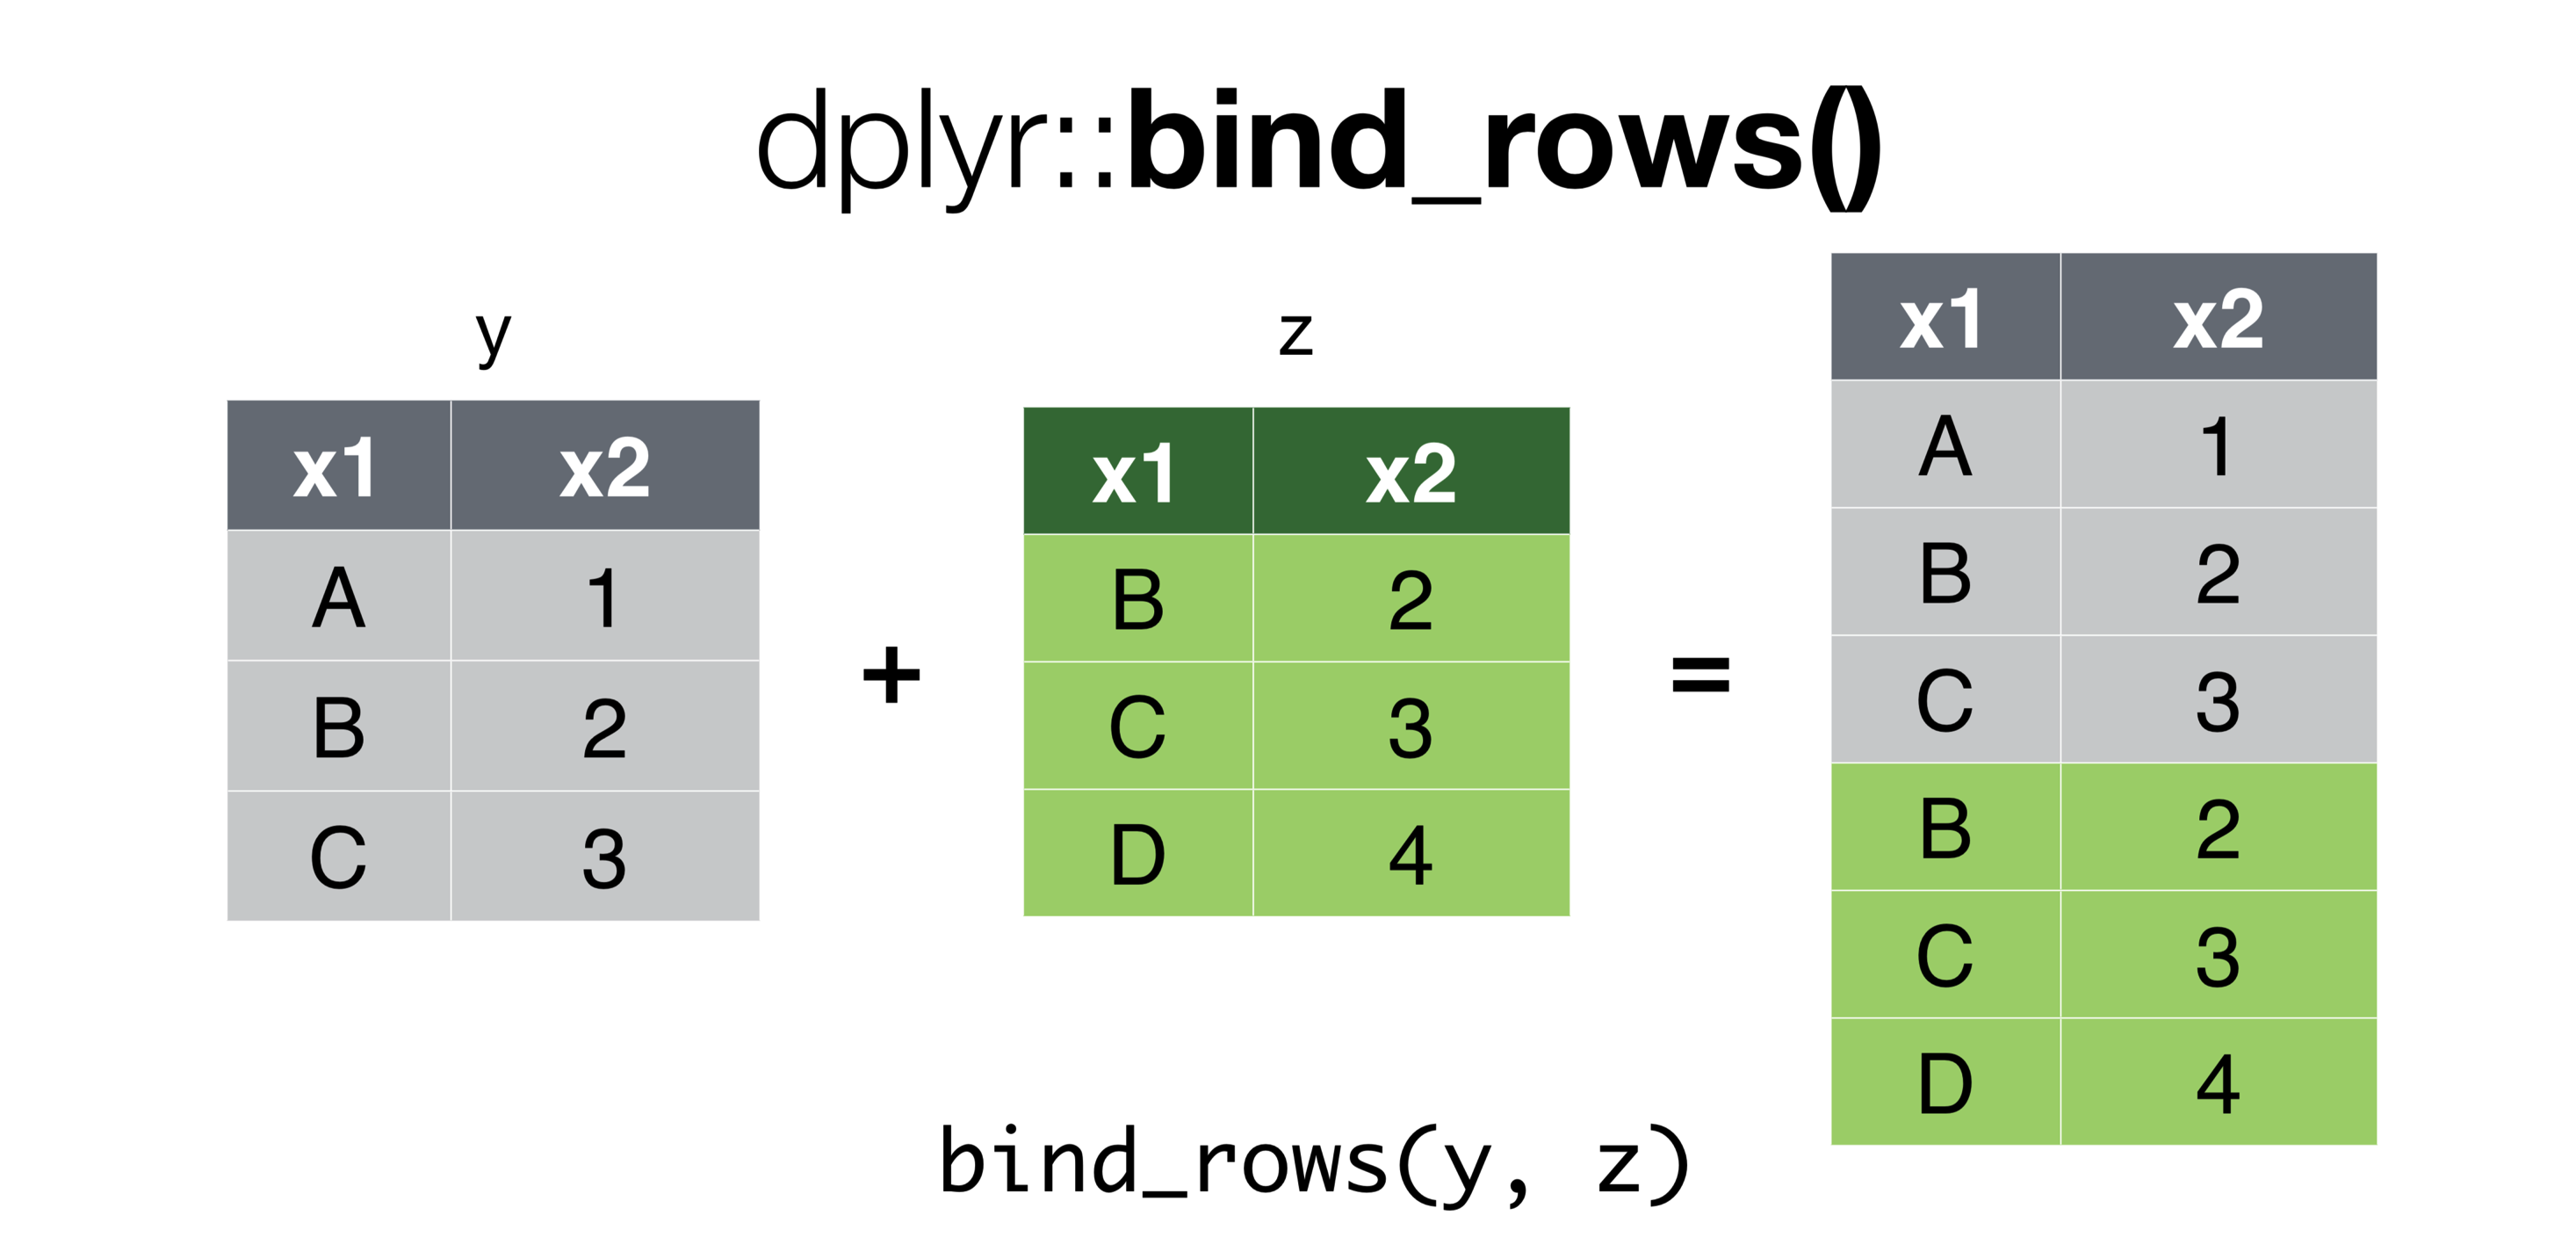 dplyr::bind_rows()
y
x1 x2
A 1
B 2
C 3
+
z
x1 x2
B 2
C 3
D 4
=
x1 x2
A 1
B 2
C 3
B 2
C 3
D 4
bind_rows(y, z)